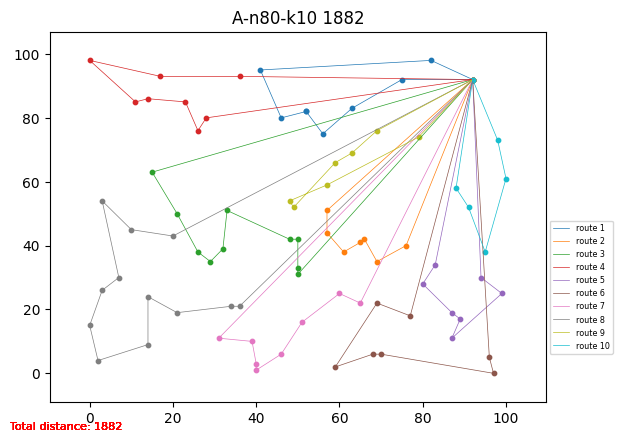 A-n80-k10 1882
100
80
60
40
20
0
0 20 40 60 80 100
route 1
route 2
route 3
route 4
route 5
route 6
route 7
route 8
route 9
route 10
Total distance: 1882